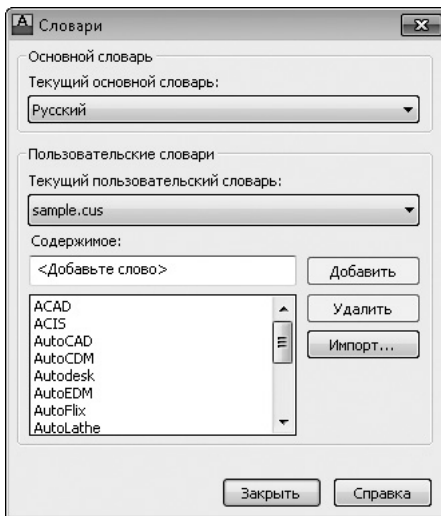 Словари
Основной словарь
Текущий основной словарь:
Русский
Пользовательские словари
Текущий пользовательский словарь:
sample.cus
Содержимое:
<Добавьте слово>
Добавить
ACAD
ACIS
AutoCAD
AutoCDM
Autodesk
AutoEDM
AutoFlix
AutoLathe
Удалить
Импорт...
Закрыть
Справка